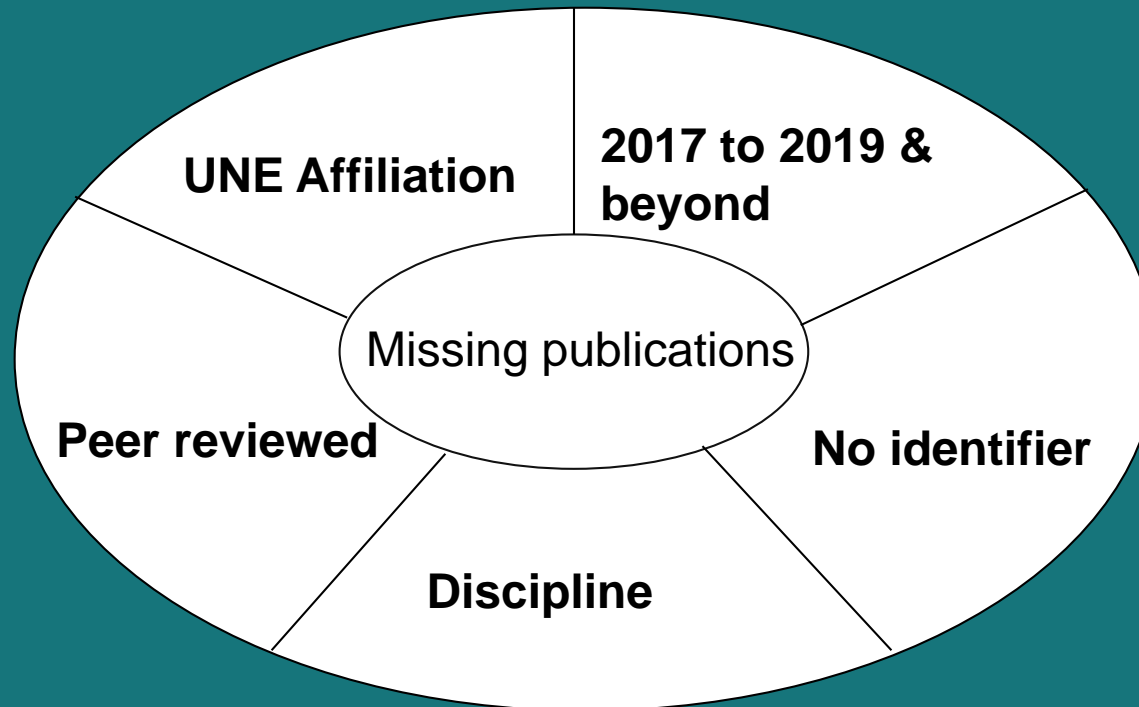 UNE Affiliation
2017 to 2019 &
beyond
Missing publications
Peer reviewed
No identifier
Discipline